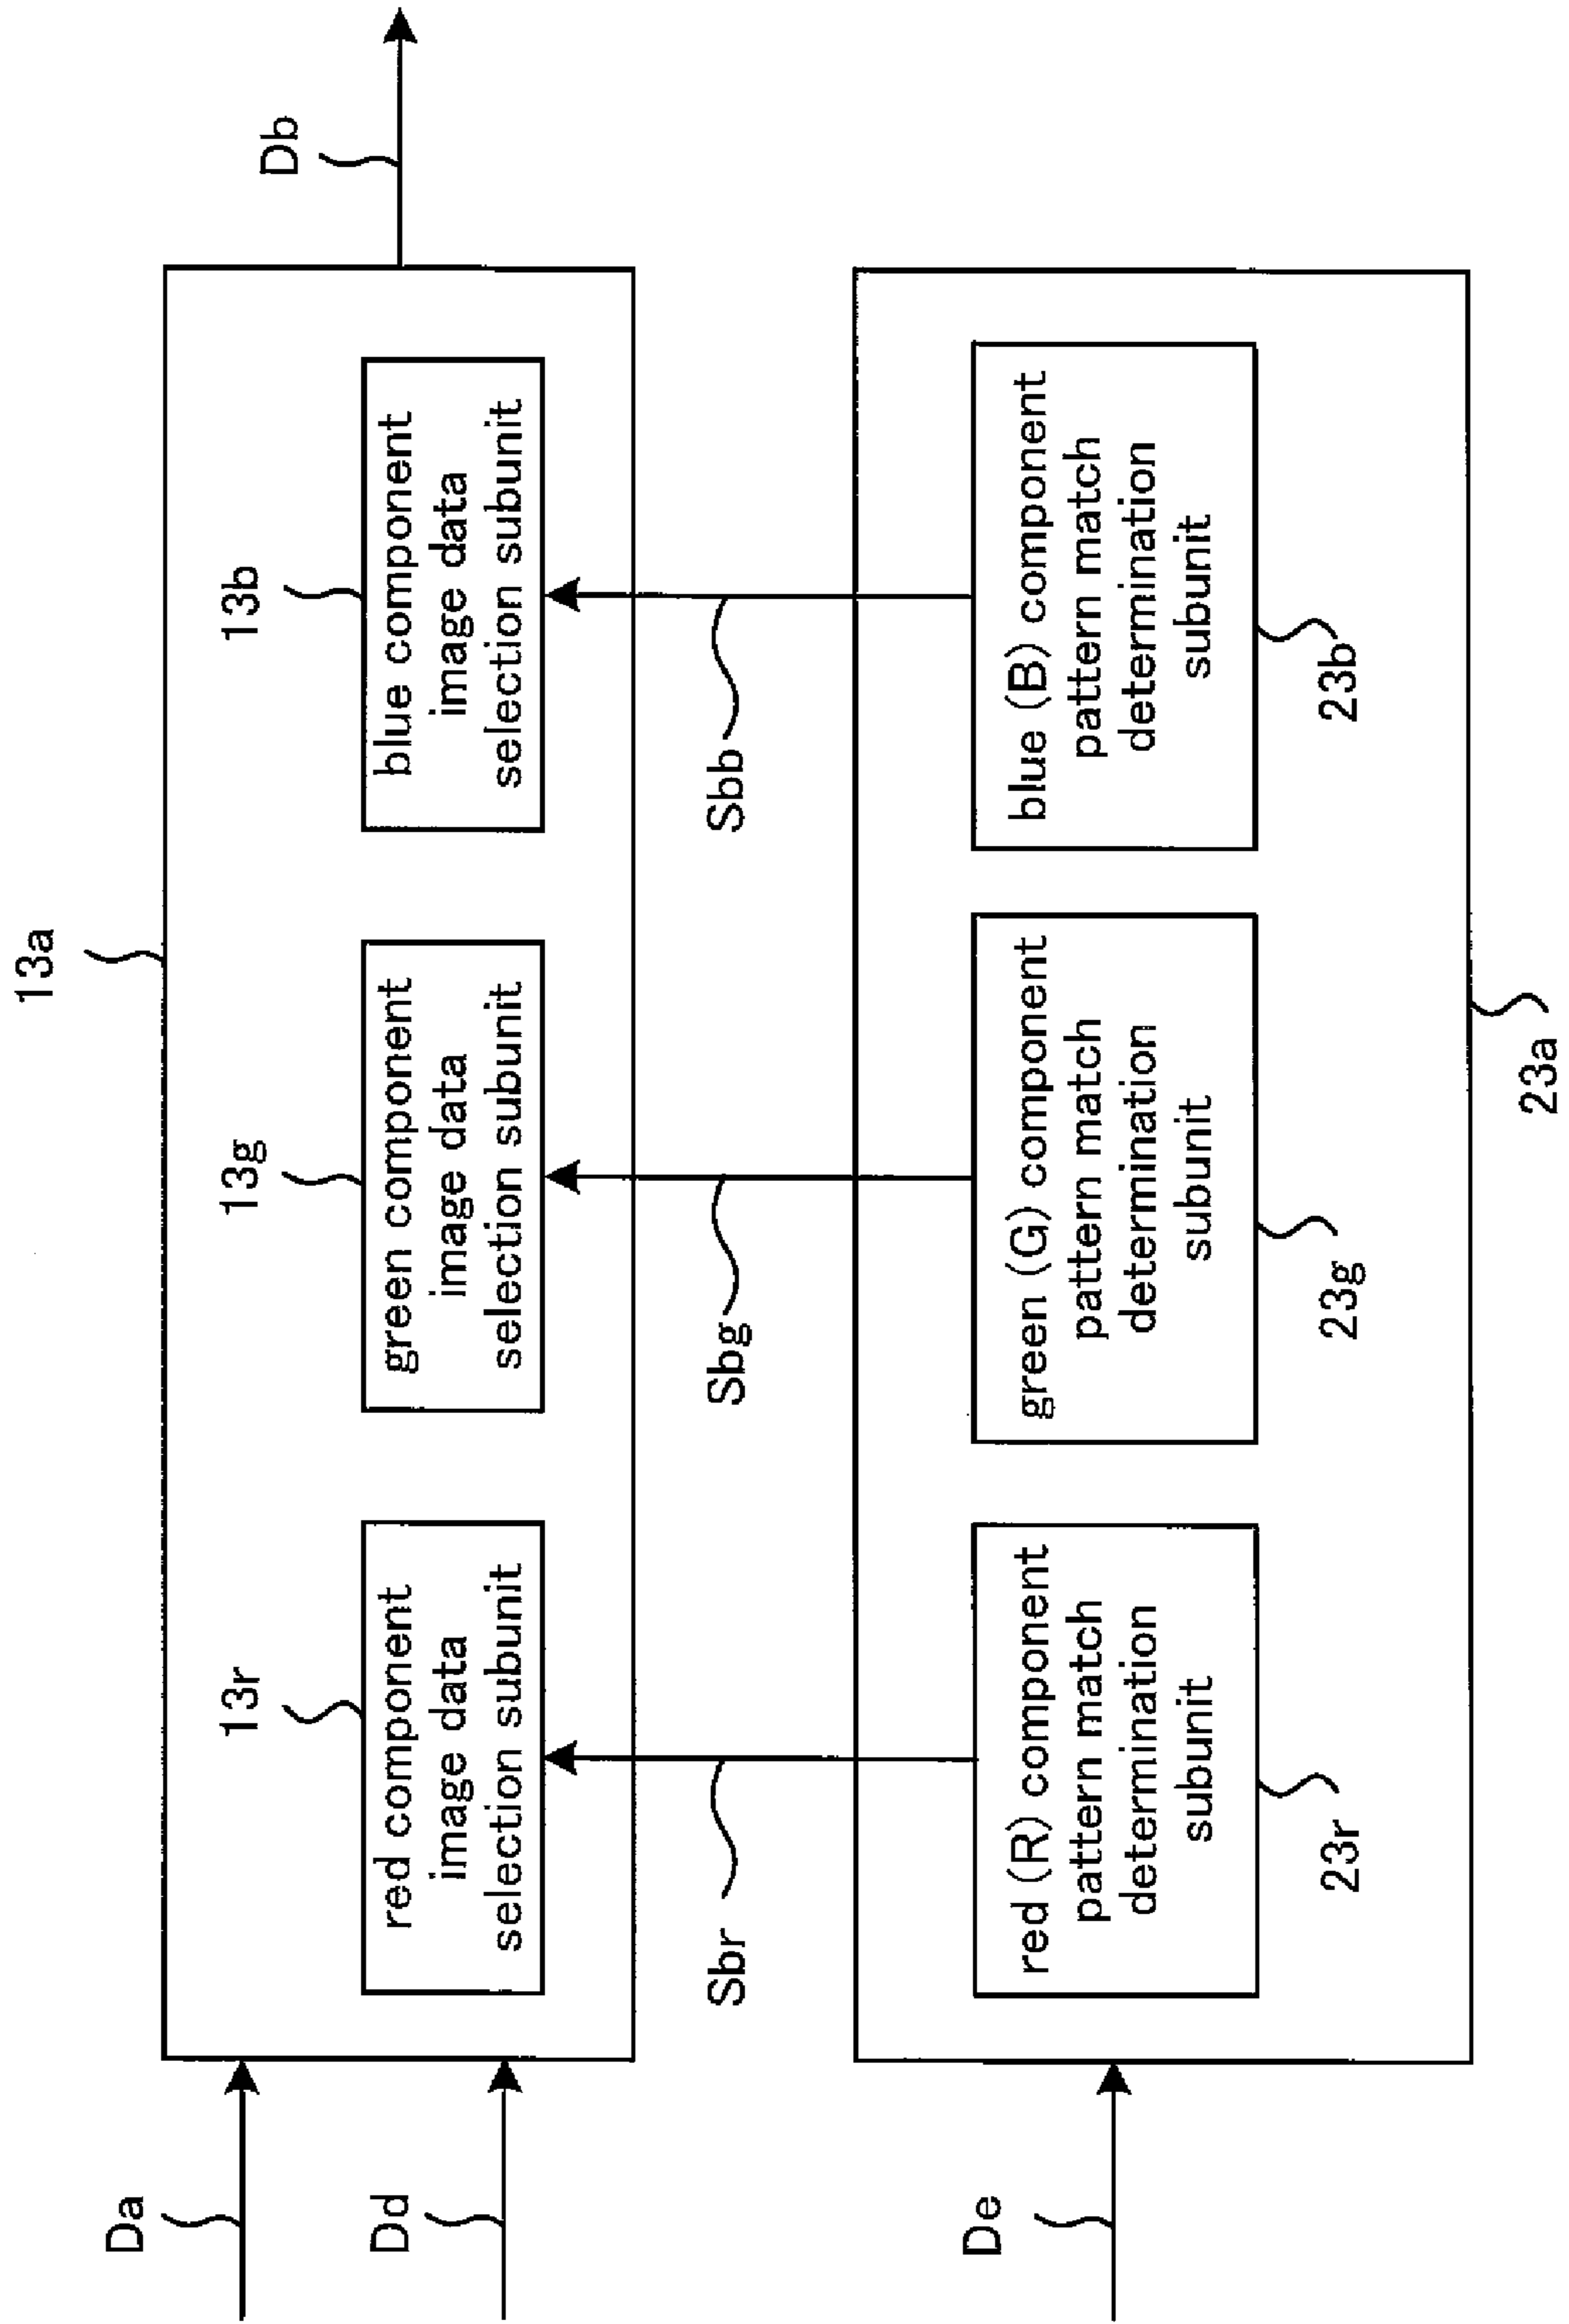 13a
Da
Dd
Db
13r
13g
13b
red component
image data
selection subunit
green component
image data
selection subunit
blue component
image data
selection subunit
Sbr
Sbg
Sbb
De
red (R) component
pattern match
determination
subunit
green (G) component
pattern match
determination
subunit
blue (B) component
pattern match
determination
subunit
23r
23g
23b
23a